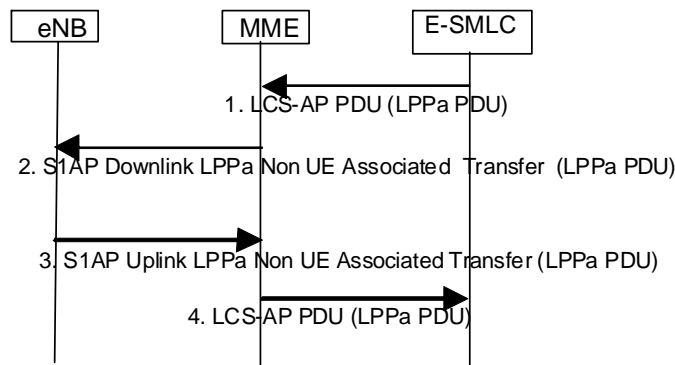 eNB
MME
E-SMLC
1. LCS-AP PDU (LPPa PDU)
2. S1AP Downlink LPPa Non UE Associated Transfer (LPPa PDU)
3. S1AP Uplink LPPa Non UE Associated Transfer (LPPa PDU)
4. LCS-AP PDU (LPPa PDU)